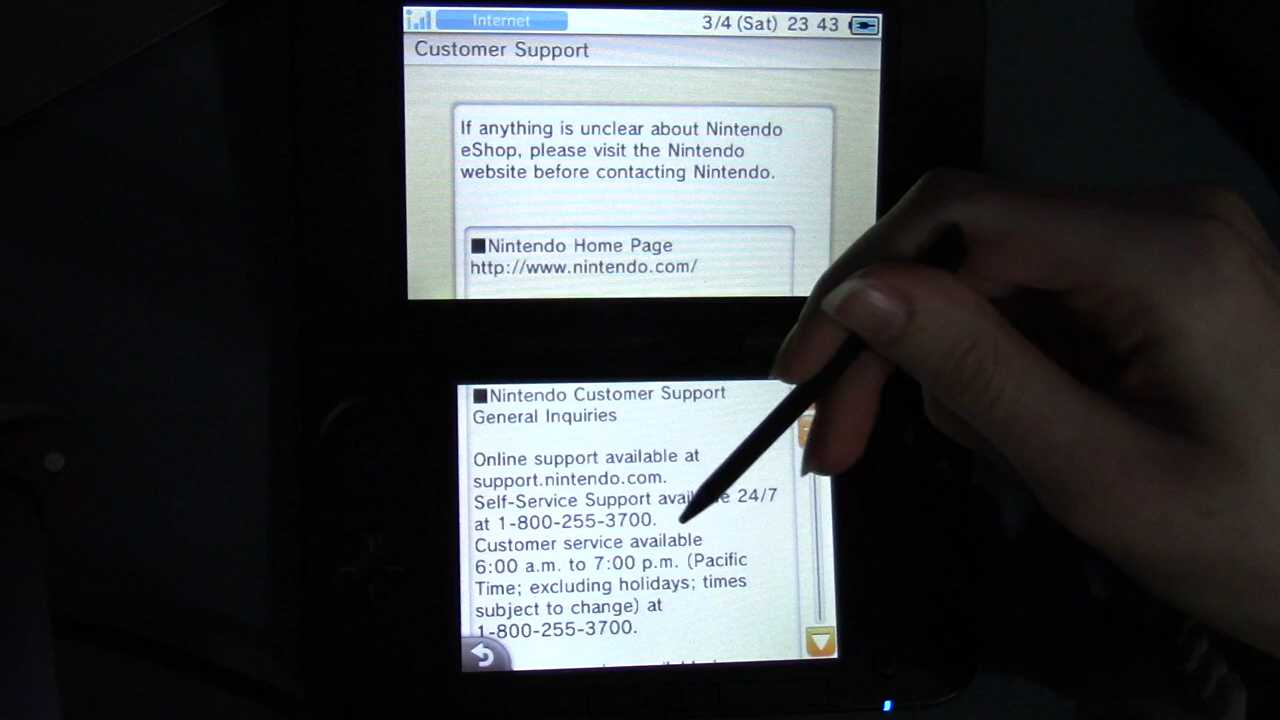 Internet
3/4 (Sat) 23 43
Customer Support
If anything is unclear about Nintendo
eShop, please visit the Nintendo
website before contacting Nintendo.
■Nintendo Home Page
http://www.nintendo.com/
■Nintendo Customer Support
General Inquiries
Online support available at
support.nintendo.com.
Self-Service Support 24/7
at 1-800-255-3700.
Customer service available
6:00 a.m. to 7:00 p.m. (Pacific
Time; excluding holidays; times
subject to change) at
1-800-255-3700.